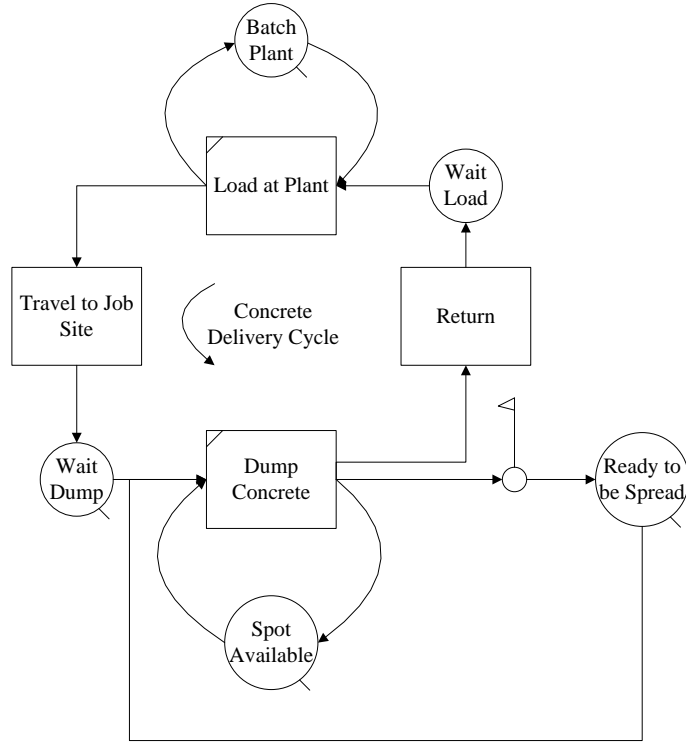 Batch
Plant
Load at Plant
Wait
Load
Travel to Job
Site
Concrete
Delivery Cycle
Return
Wait
Dump
Dump
Concrete
Ready to
be Spread
Spot
Available